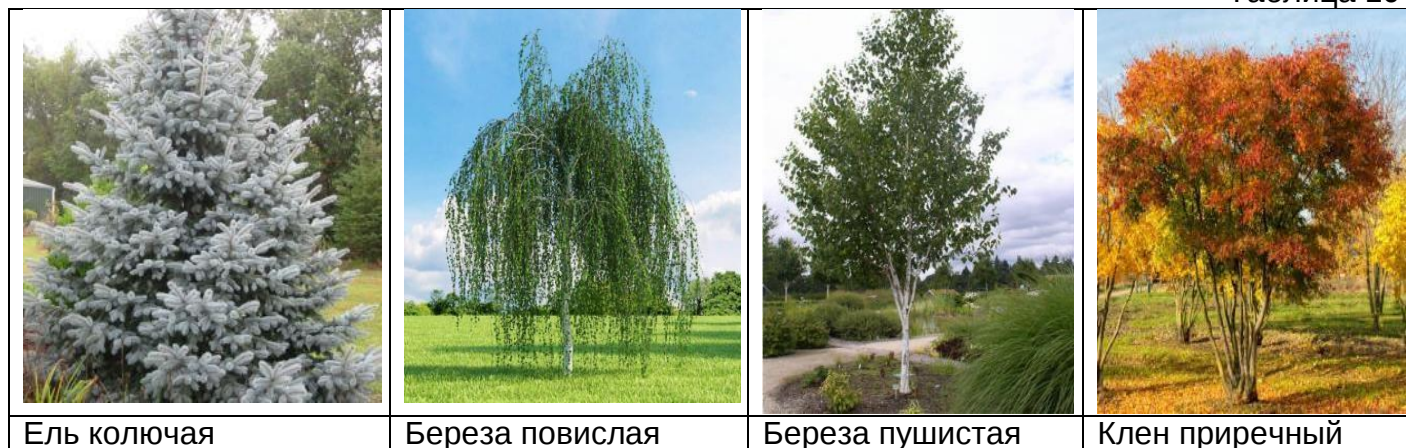 Ель колючая
Береза повислая
Береза пушистая
Клен приречный